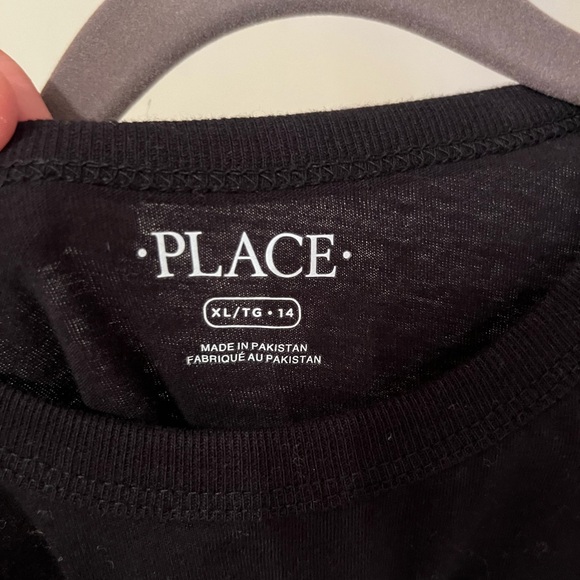 ·PLACE·
XL/TG • 14
MADE IN PAKISTAN
FABRIQUÉ AU PAKISTAN